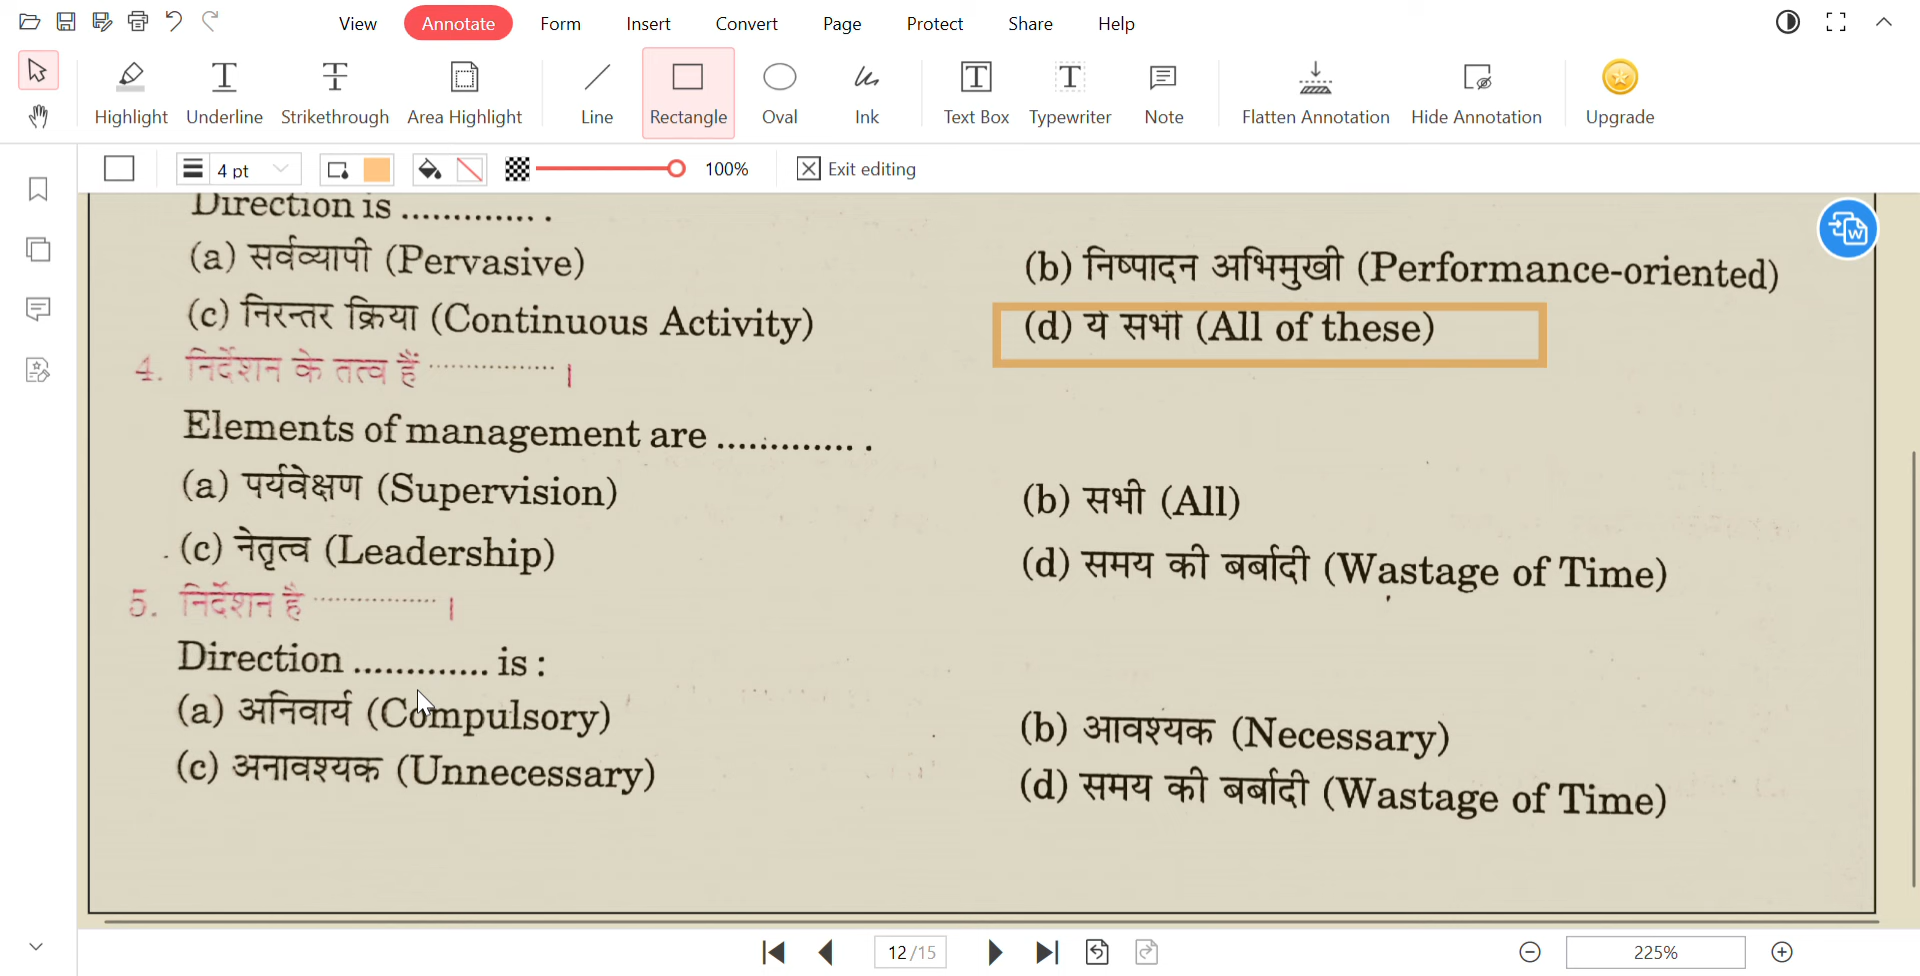 View Annotate Form Insert Convert Page Protect Share Help
Highlight Underline Strikethrough Area Highlight Line Rectangle Oval Ink Text Box Typewriter Note Flatten Annotation Hide Annotation Upgrade
4 pt 100% Exit editing
Direction is ............. .
(a) सर्वव्यापी (Pervasive) (b) निष्पादन अभिमुखी (Performance-oriented)
(c) निरन्तर क्रिया (Continuous Activity) (d) ये सभी (All of these)
4. निर्देशन के तत्व हैं ................ ।
Elements of management are ............. .
(a) पर्यवेक्षण (Supervision) (b) सभी (All)
(c) नेतृत्व (Leadership) (d) समय की बर्बादी (Wastage of Time)
5. निर्देशन है ............... ।
Direction ............. is :
(a) अनिवार्य (Compulsory) (b) आवश्यक (Necessary)
(c) अनावश्यक (Unnecessary) (d) समय की बर्बादी (Wastage of Time)
12/15 225%